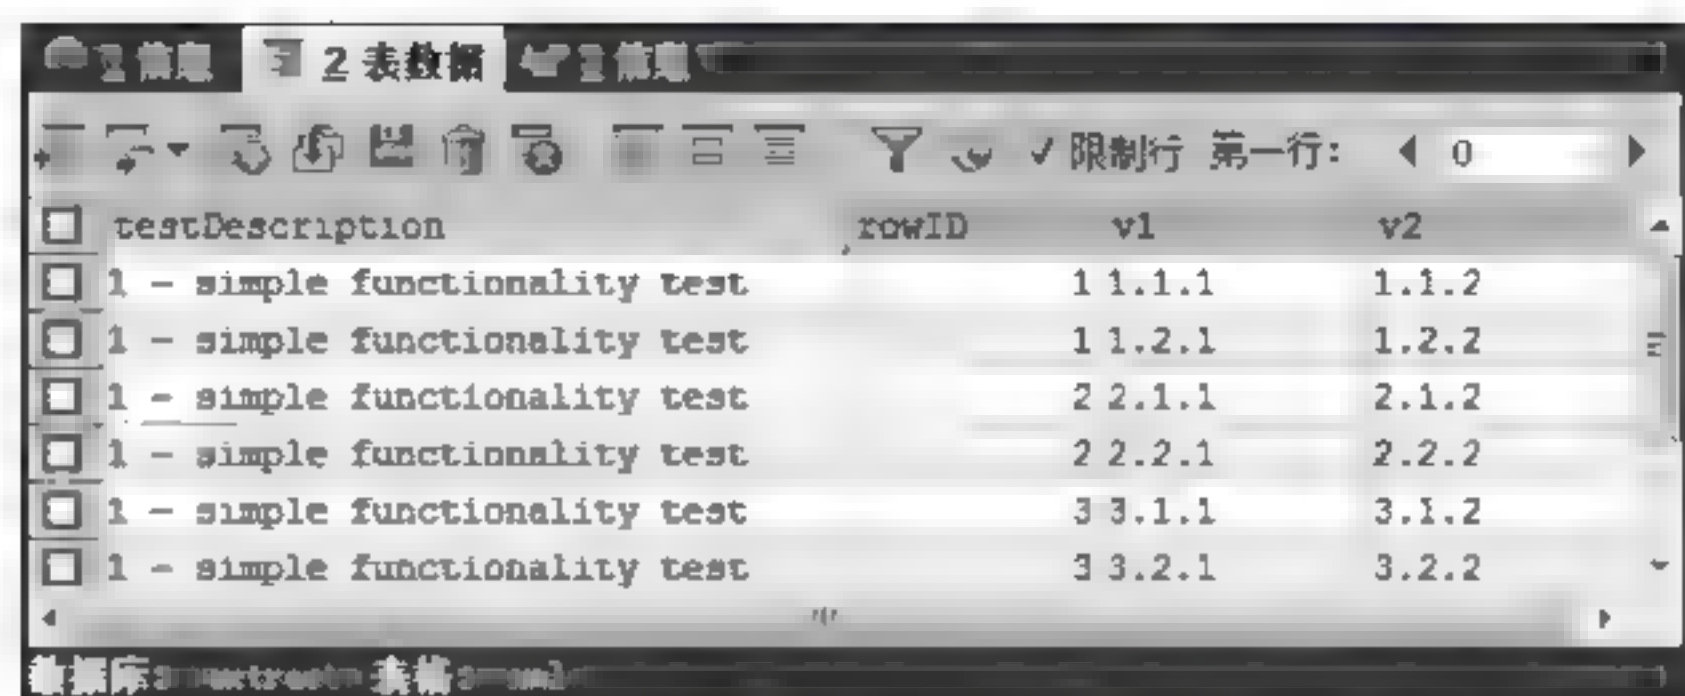 信息 2 表数据 信息
限制行 第一行: 0
testDescription rowID v1 v2
1 - simple functionality test 1 1.1.1 1.1.2
1 - simple functionality test 1 1.2.1 1.2.2
1 - simple functionality test 2 2.1.1 2.1.2
1 - simple functionality test 2 2.2.1 2.2.2
1 - simple functionality test 3 3.1.1 3.1.2
1 - simple functionality test 3 3.2.1 3.2.2